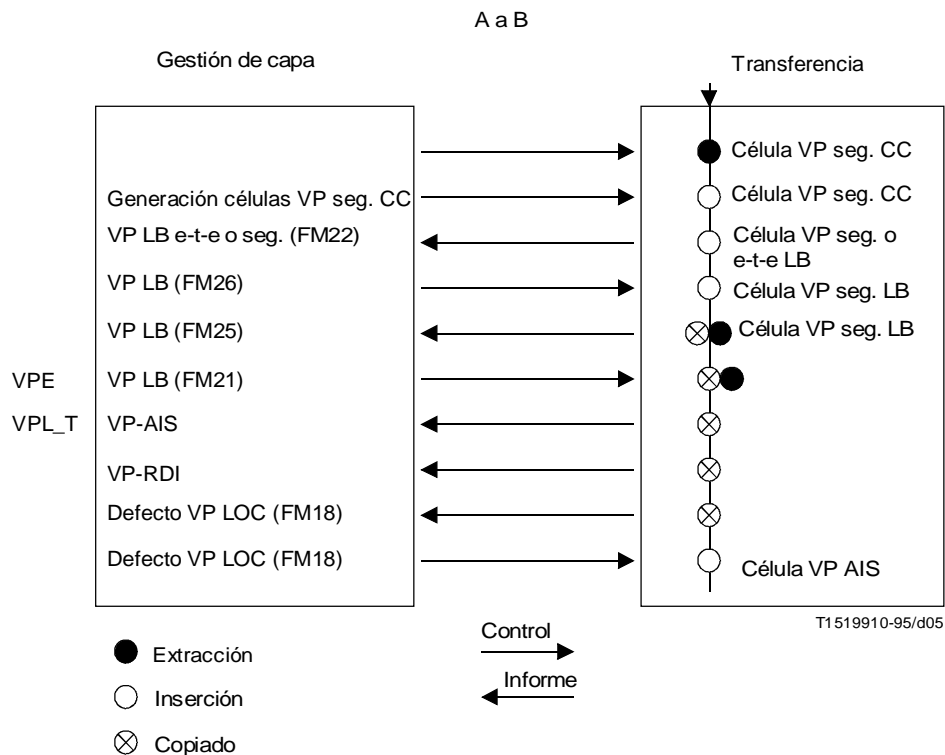 A a B
Gestión de capa
Transferencia
Célula VP seg. CC
Generación células VP seg. CC
Célula VP seg. CC
VP LB e-t-e o seg. (FM22)
Célula VP seg. o
e-t-e LB
VP LB (FM26)
Célula VP seg. LB
VP LB (FM25)
Célula VP seg. LB
VPE
VP LB (FM21)
VPL_T
VP-AIS
VP-RDI
Defecto VP LOC (FM18)
Defecto VP LOC (FM18)
Célula VP AIS
T1519910-95/d05
Extracción
Control
Inserción
Informe
Copiado